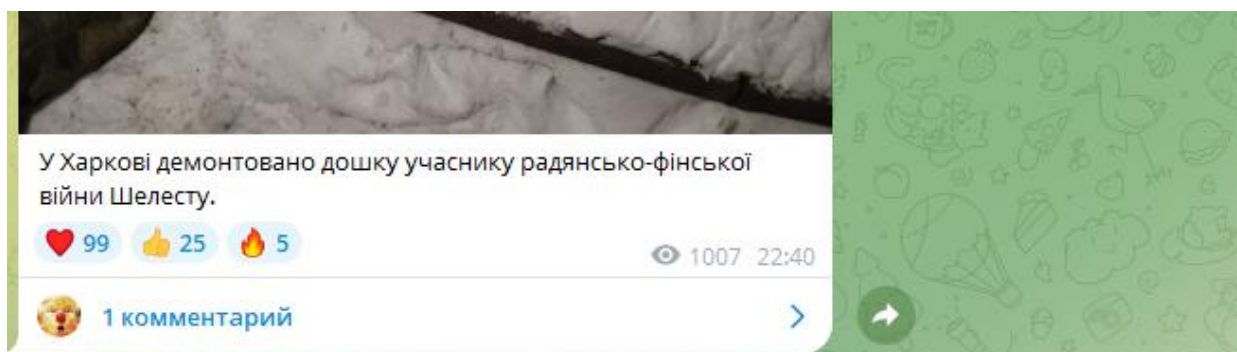 У Харкові демонтовано дошку учаснику радянсько-фінської
війни Шелесту.
99 25 5
1007 22:40
1 комментарий